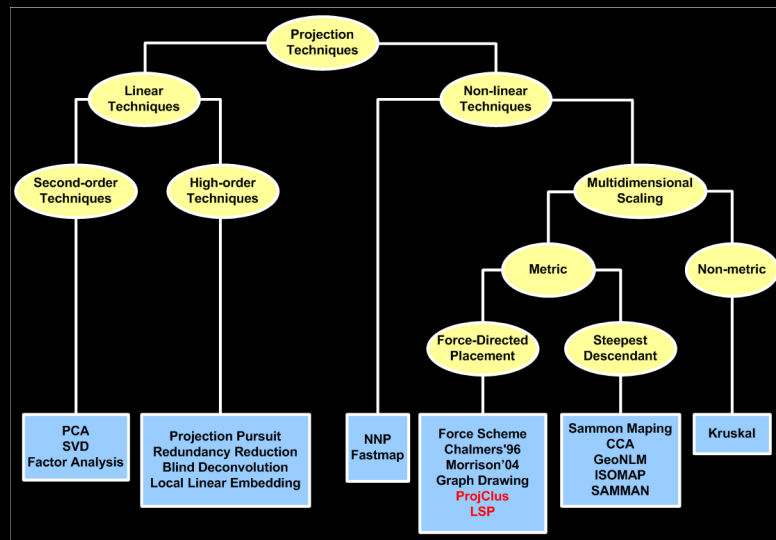 Projection
Techniques
Linear
Techniques
Non-linear
Techniques
Second-order
Techniques
High-order
Techniques
Multidimensional
Scaling
Metric
Non-metric
Force-Directed
Placement
Steepest
Descendant
PCA
SVD
Factor Analysis
Projection Pursuit
Redundancy Reduction
Blind Deconvolution
Local Linear Embedding
NNP
Fastmap
Force Scheme
Chalmers'96
Morrison’04
Graph Drawing
ProjClus
LSP
Sammon Maping
CCA
GeoNLM
ISOMAP
SAMMAN
Kruskal